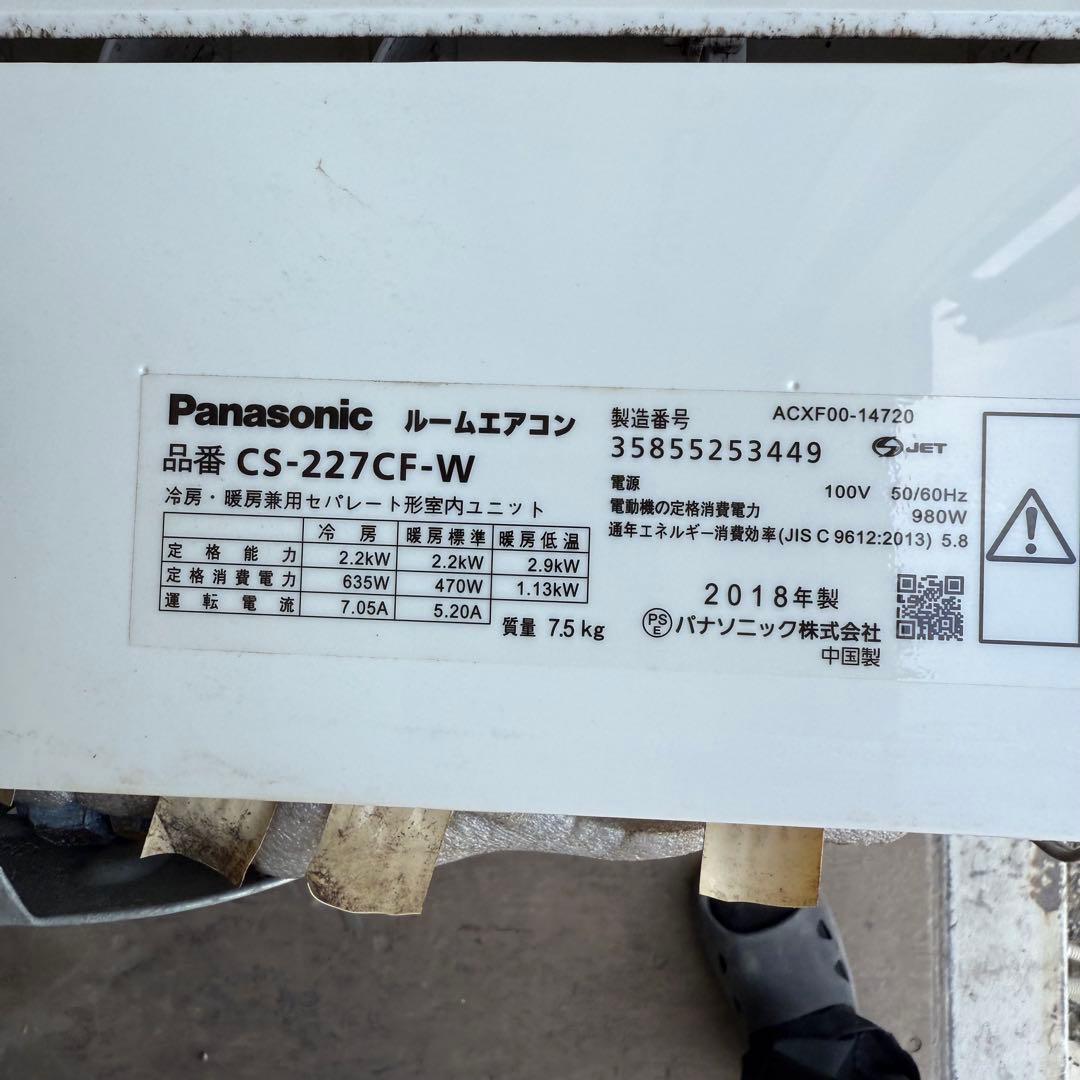 Panasonic ルームエアコン
品番 CS-227CF-W
冷房・暖房兼用セパレート形室内ユニット
冷房 暖房標準 暖房低温
定格能力 2.2kW 2.2kW 2.9kW
定格消費電力 635W 470W 1.13kW
運転電流 7.05A 5.20A
質量 7.5 kg
製造番号 ACXF00-14720
35855253449 JET
電源 100V 50/60Hz
電動機の定格消費電力 980W
通年エネルギー消費効率(JIS C 9612:2013) 5.8
2018年製
PSE パナソニック株式会社
中国製